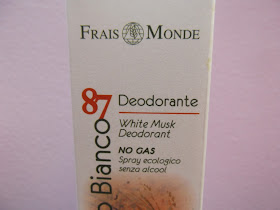 FRAIS MONDE
87
Deodorante
White Musk
Deodorant
NO GAS
Spray ecologico
senza alcool
Bianco